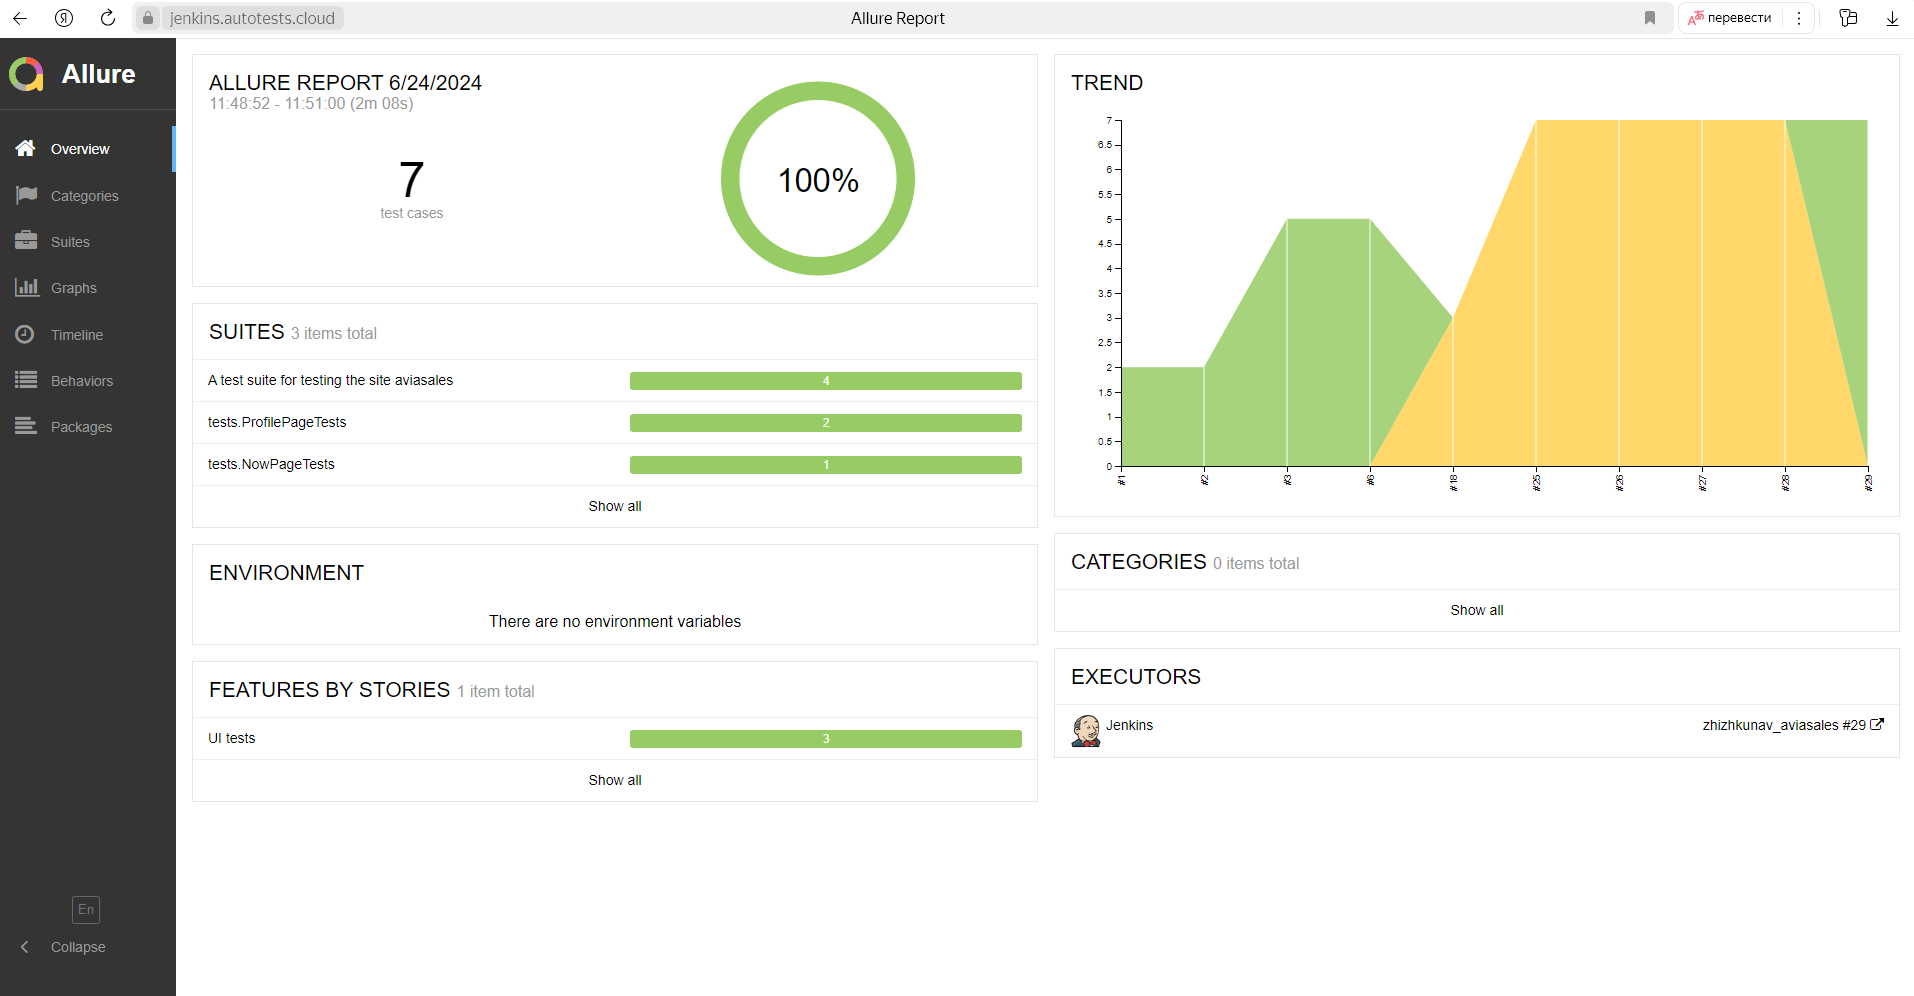 jenkins.autotests.cloud
Allure Report
перевести
Allure
Overview
Categories
Suites
Graphs
Timeline
Behaviors
Packages
En
Collapse
ALLURE REPORT 6/24/2024
11:48:52 - 11:51:00 (2m 08s)
7
test cases
100%
SUITES 3 items total
A test suite for testing the site aviasales 4
tests.ProfilePageTests 2
tests.NowPageTests 1
Show all
ENVIRONMENT
There are no environment variables
FEATURES BY STORIES 1 item total
UI tests 3
Show all
TREND
7
6.5
6
5.5
5
4.5
4
3.5
3
2.5
2
1.5
1
0.5
0
#1 #2 #3 #6 #18 #25 #26 #27 #28 #29
CATEGORIES 0 items total
Show all
EXECUTORS
Jenkins zhizhkunav_aviasales #29